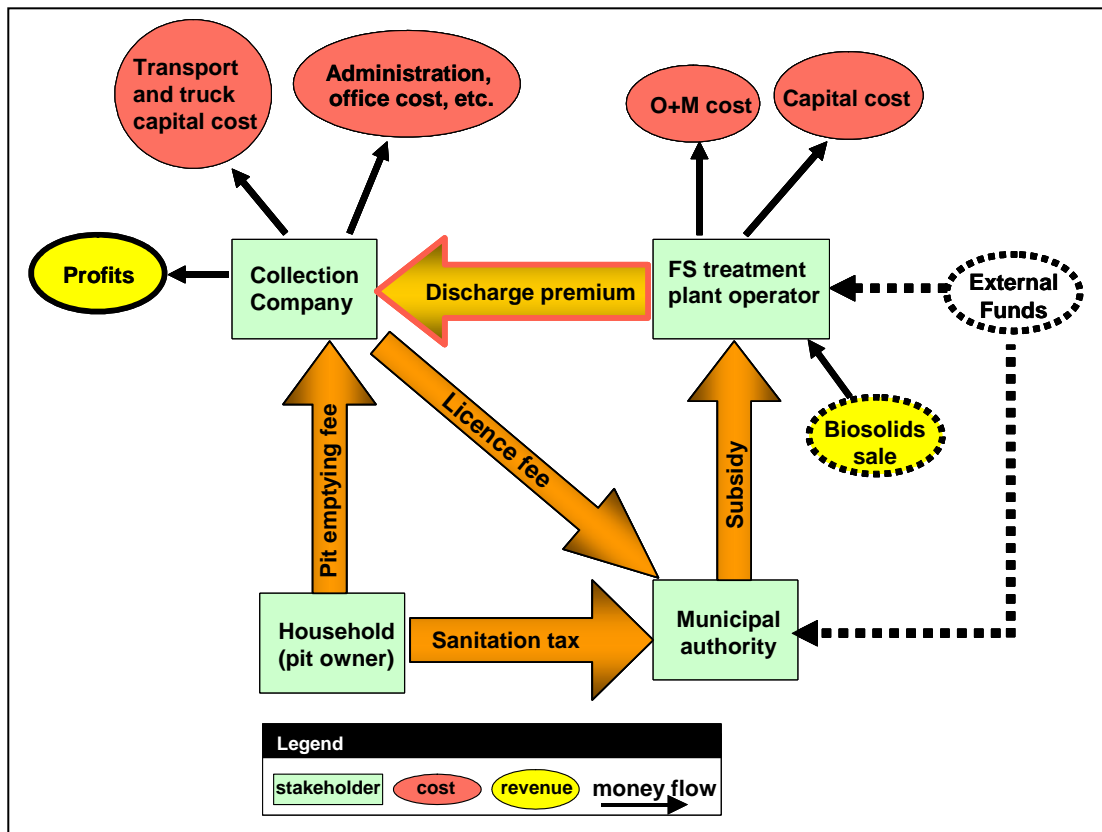 Transport
and truck
capital cost
Administration,
office cost, etc.
O+M cost
Capital cost
Profits
Collection
Company
Discharge premium
FS treatment
plant operator
External
Funds
Biosolids
sale
Pit emptying fee
Licence fee
Subsidy
Household
(pit owner)
Sanitation tax
Municipal
authority
Legend
stakeholder
cost
revenue
money flow